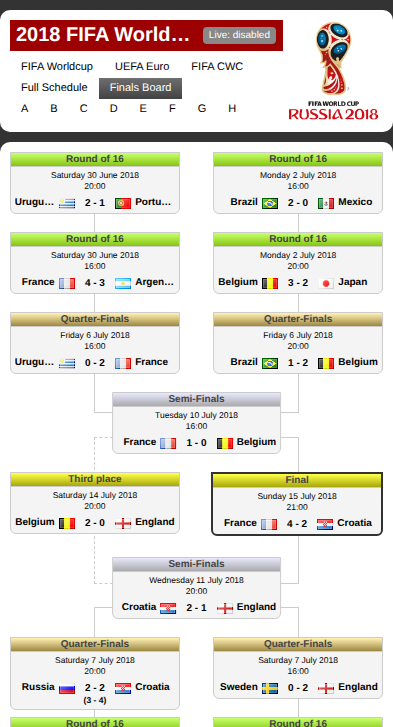 2018 FIFA World…
Live: disabled
FIFA Worldcup UEFA Euro FIFA CWC
Full Schedule Finals Board
A B C D E F G H
FIFA WORLD CUP
RUSSIA 2018
Round of 16
Saturday 30 June 2018
20:00
Urugu… 2 - 1 Portu…
Round of 16
Monday 2 July 2018
16:00
Brazil 2 - 0 Mexico
Round of 16
Saturday 30 June 2018
16:00
France 4 - 3 Argen…
Round of 16
Monday 2 July 2018
20:00
Belgium 3 - 2 Japan
Quarter-Finals
Friday 6 July 2018
16:00
Urugu… 0 - 2 France
Quarter-Finals
Friday 6 July 2018
20:00
Brazil 1 - 2 Belgium
Semi-Finals
Tuesday 10 July 2018
16:00
France 1 - 0 Belgium
Third place
Saturday 14 July 2018
20:00
Belgium 2 - 0 England
Final
Sunday 15 July 2018
21:00
France 4 - 2 Croatia
Semi-Finals
Wednesday 11 July 2018
20:00
Croatia 2 - 1 England
Quarter-Finals
Saturday 7 July 2018
20:00
Russia 2 - 2 Croatia
(3 - 4)
Quarter-Finals
Saturday 7 July 2018
16:00
Sweden 0 - 2 England
Round of 16
Round of 16